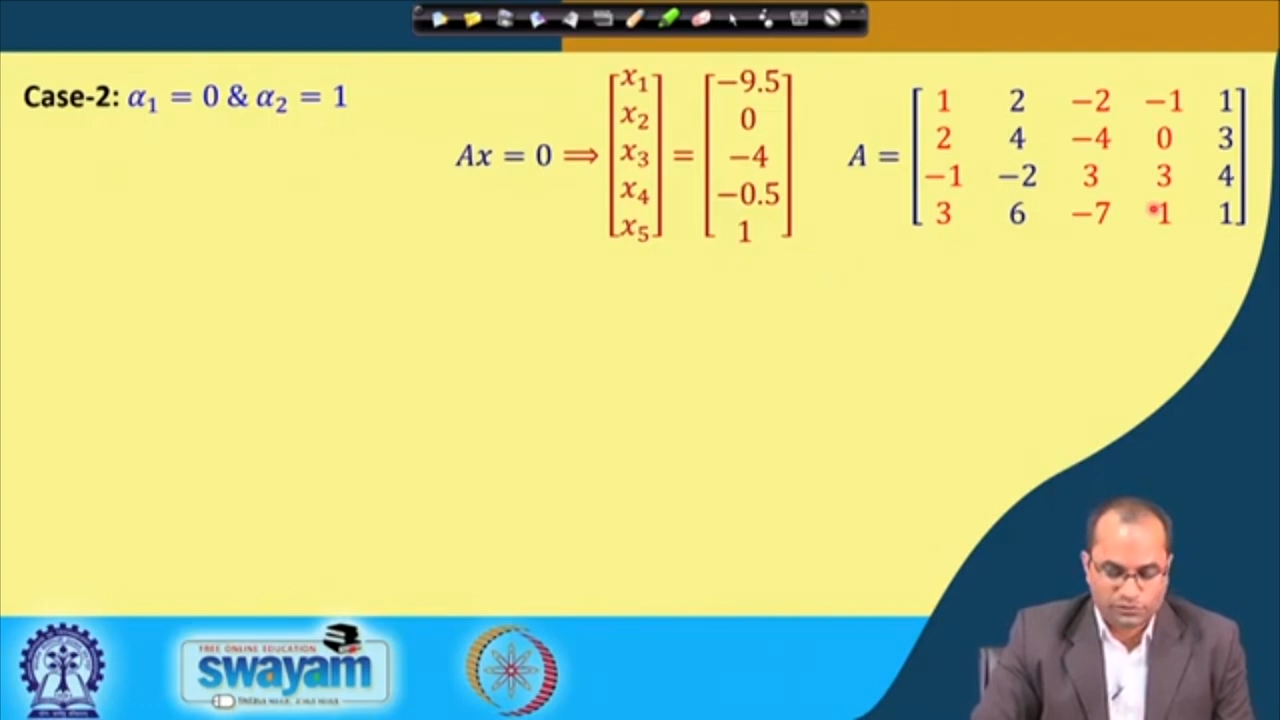 Case-2: α₁ = 0 & α₂ = 1
Ax = 0 ⟹ [x₁ x₂ x₃ x₄ x₅] = [−9.5 0 −4 −0.5 1]
A = [1 2 −2 −1 1
2 4 −4 0 3
−1 −2 3 3 4
3 6 −7 1 1]
FREE ONLINE EDUCATION
swayam